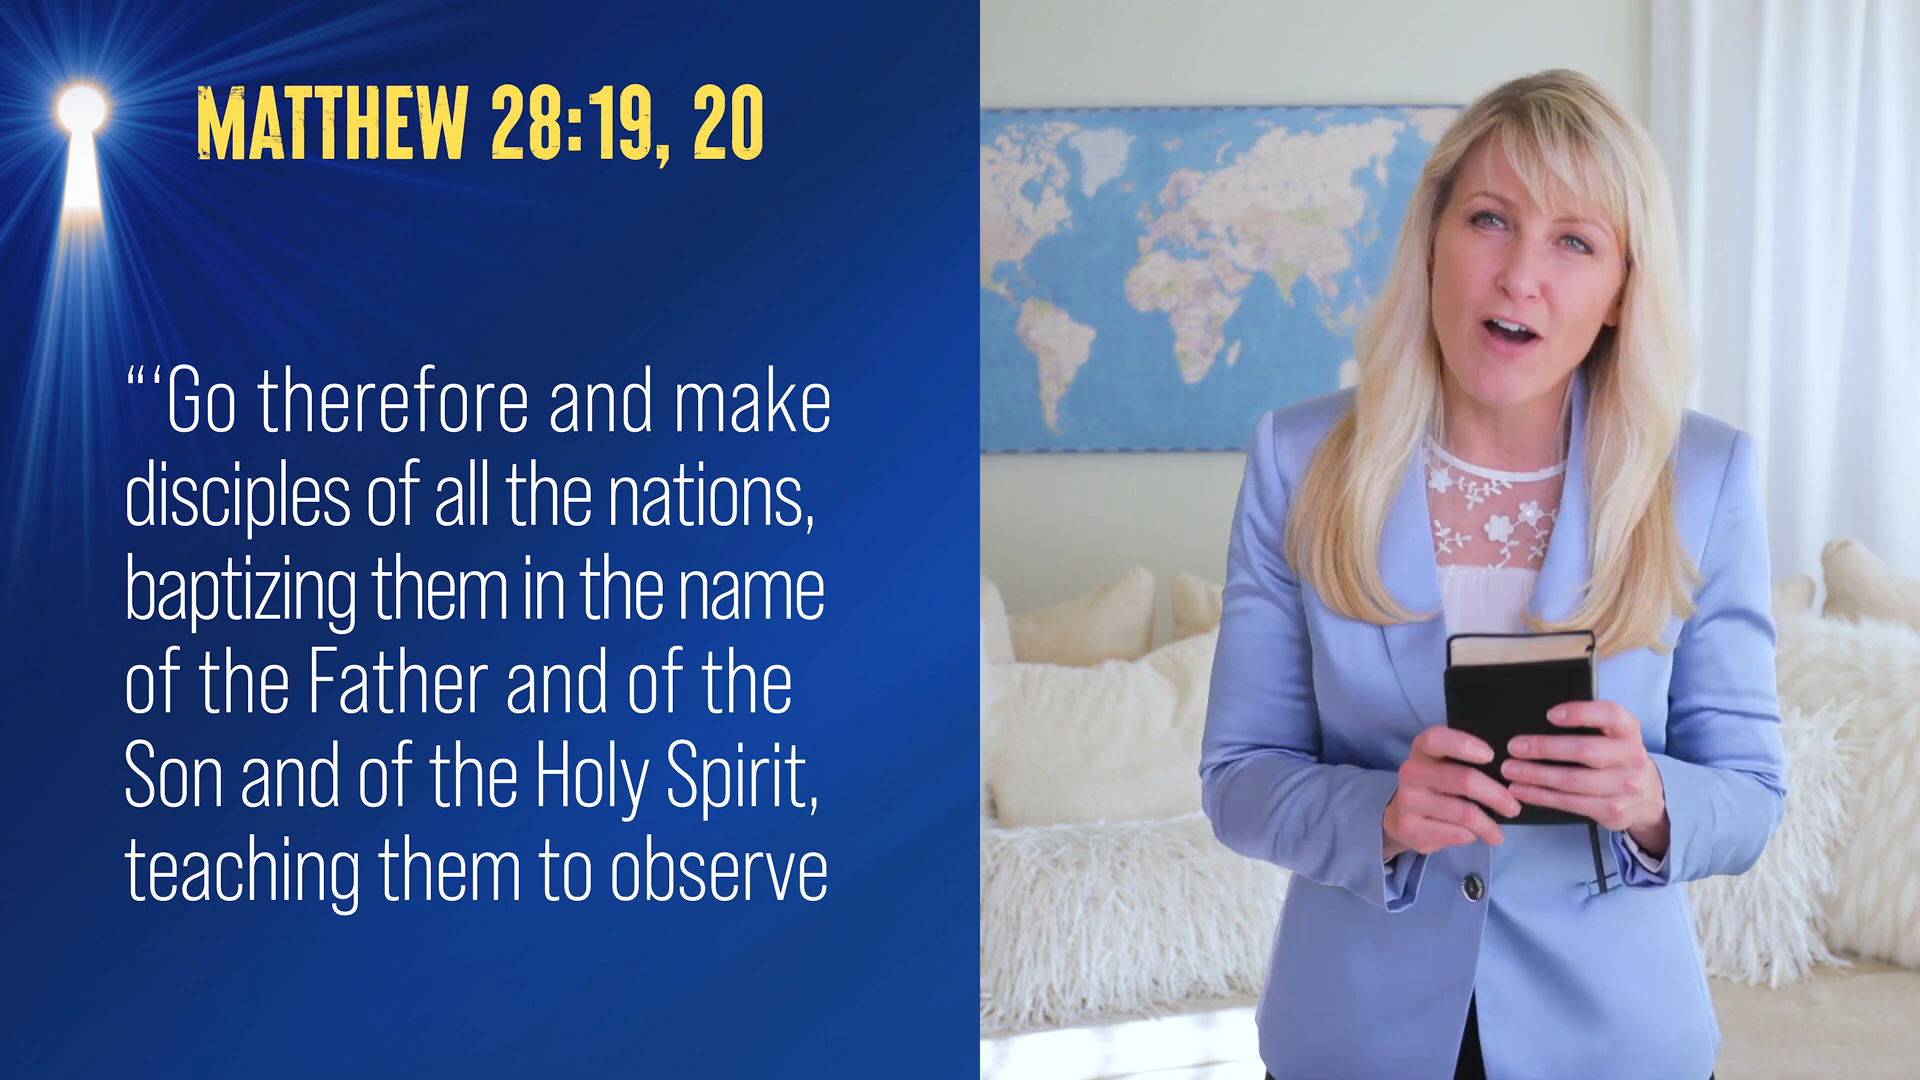 MATTHEW 28:19, 20
“‘Go therefore and make
disciples of all the nations,
baptizing them in the name
of the Father and of the
Son and of the Holy Spirit,
teaching them to observe